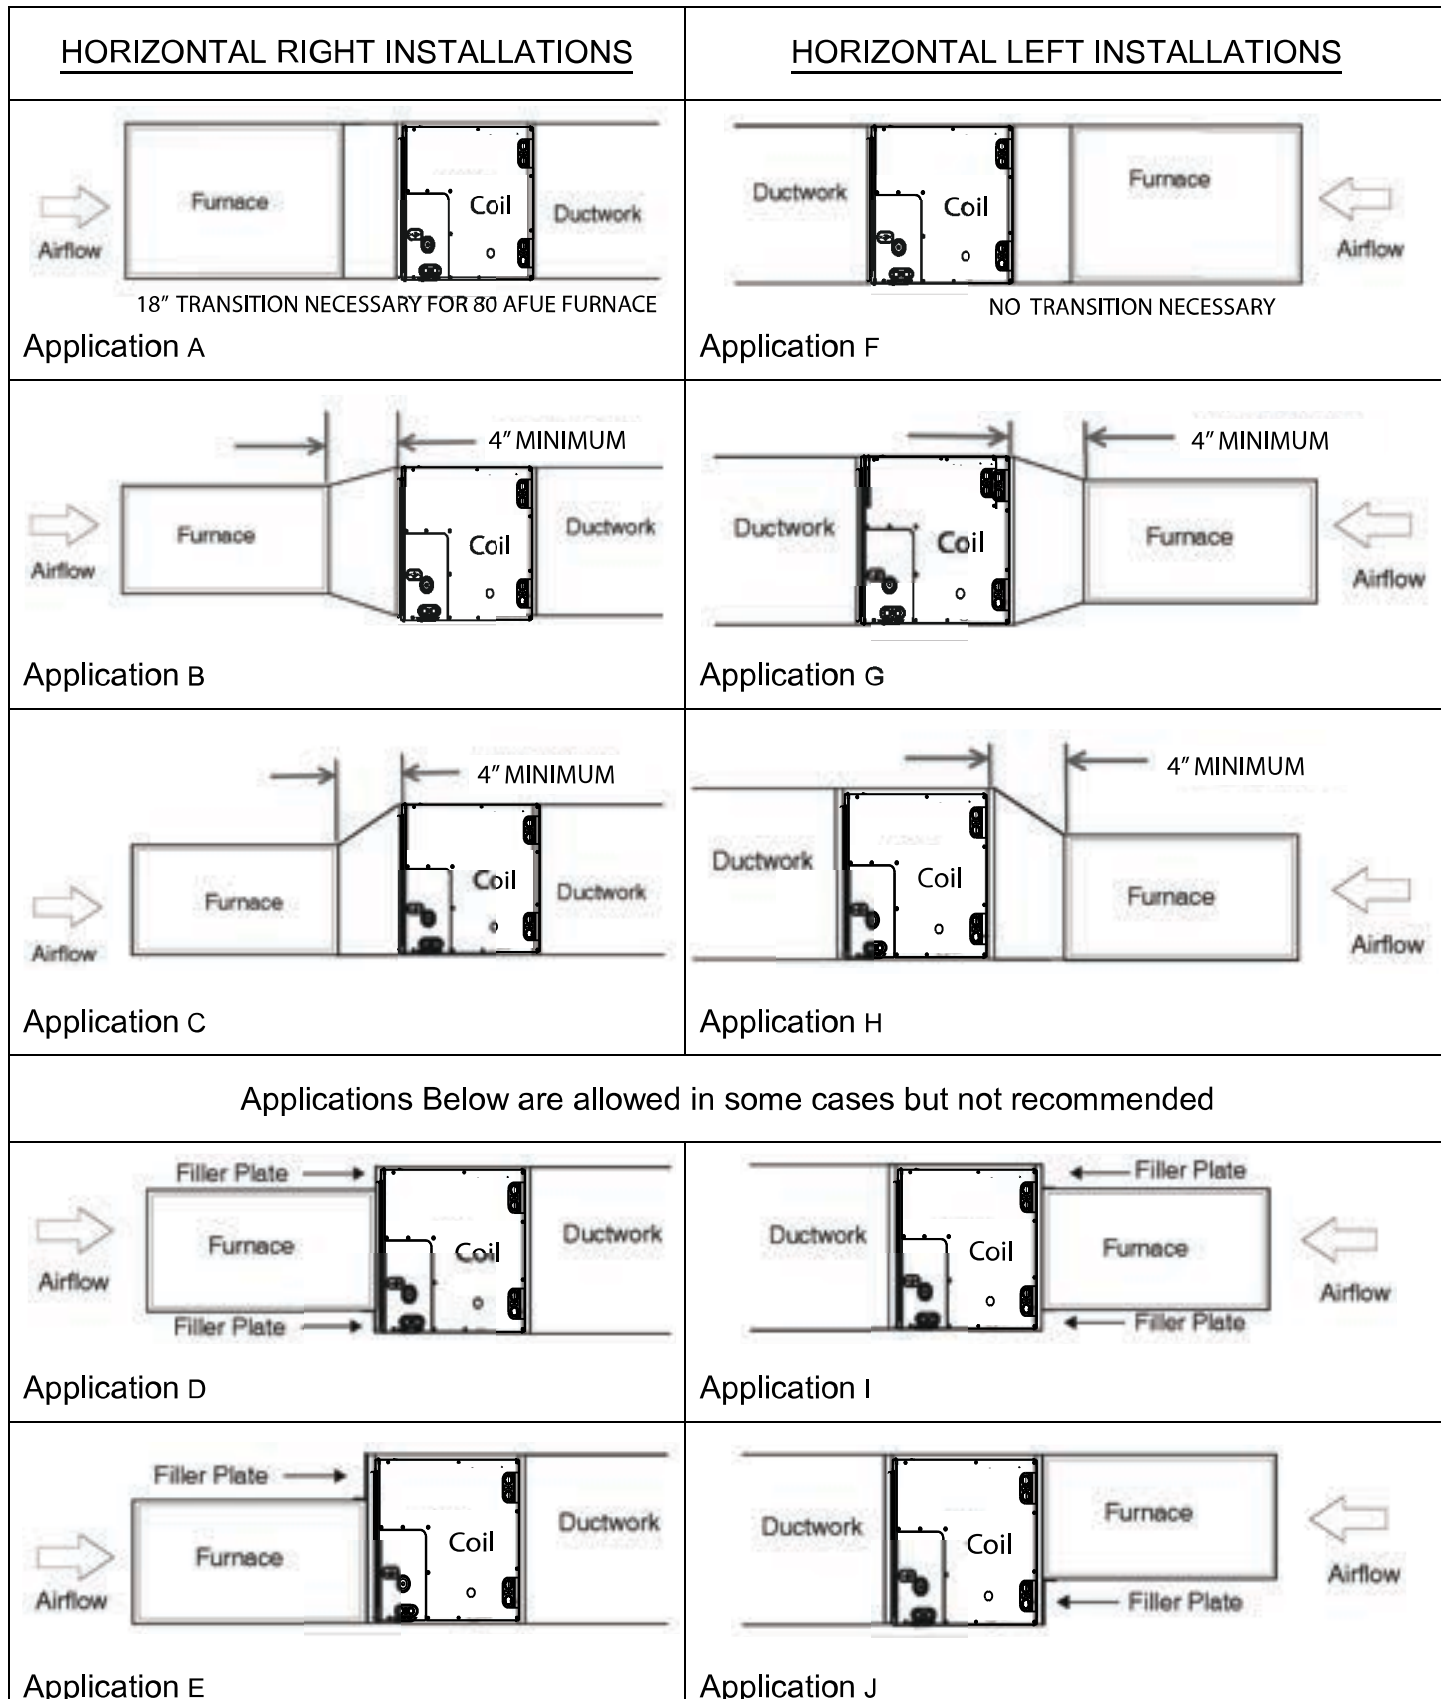 HORIZONTAL RIGHT INSTALLATIONS
HORIZONTAL LEFT INSTALLATIONS
Airflow
Furnace
Coil
Ductwork
18" TRANSITION NECESSARY FOR 80 AFUE FURNACE
Application A
Ductwork
Coil
Furnace
Airflow
NO TRANSITION NECESSARY
Application F
4" MINIMUM
Airflow
Furnace
Coil
Ductwork
Application B
4" MINIMUM
Ductwork
Coil
Furnace
Airflow
Application G
4" MINIMUM
Airflow
Furnace
Coil
Ductwork
Application C
4" MINIMUM
Ductwork
Coil
Furnace
Airflow
Application H
Applications Below are allowed in some cases but not recommended
Filler Plate
Airflow
Furnace
Coil
Ductwork
Filler Plate
Application D
Filler Plate
Ductwork
Coil
Furnace
Airflow
Filler Plate
Application I
Filler Plate
Airflow
Furnace
Coil
Ductwork
Application E
Ductwork
Coil
Furnace
Airflow
Filler Plate
Application J